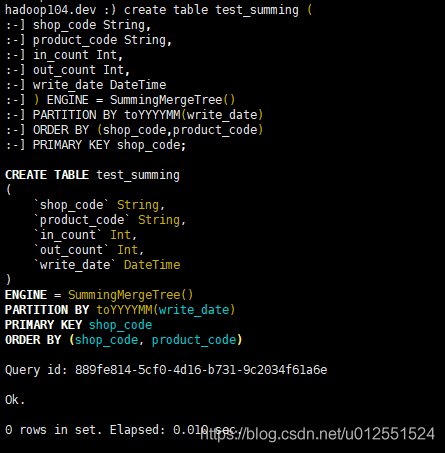 hadoop104.dev :) create table test_summing (
:-] shop_code String,
:-] product_code String,
:-] in_count Int,
:-] out_count Int,
:-] write_date DateTime
:-] ) ENGINE = SummingMergeTree()
:-] PARTITION BY toYYYYMM(write_date)
:-] ORDER BY (shop_code,product_code)
:-] PRIMARY KEY shop_code;
CREATE TABLE test_summing
(
`shop_code` String,
`product_code` String,
`in_count` Int,
`out_count` Int,
`write_date` DateTime
)
ENGINE = SummingMergeTree()
PARTITION BY toYYYYMM(write_date)
PRIMARY KEY shop_code
ORDER BY (shop_code, product_code)
Query id: 889fe814-5cf0-4d16-b731-9c2034f61a6e
Ok.
0 rows in set. Elapsed: 0.010 sec.
https://blog.csdn.net/u012551524